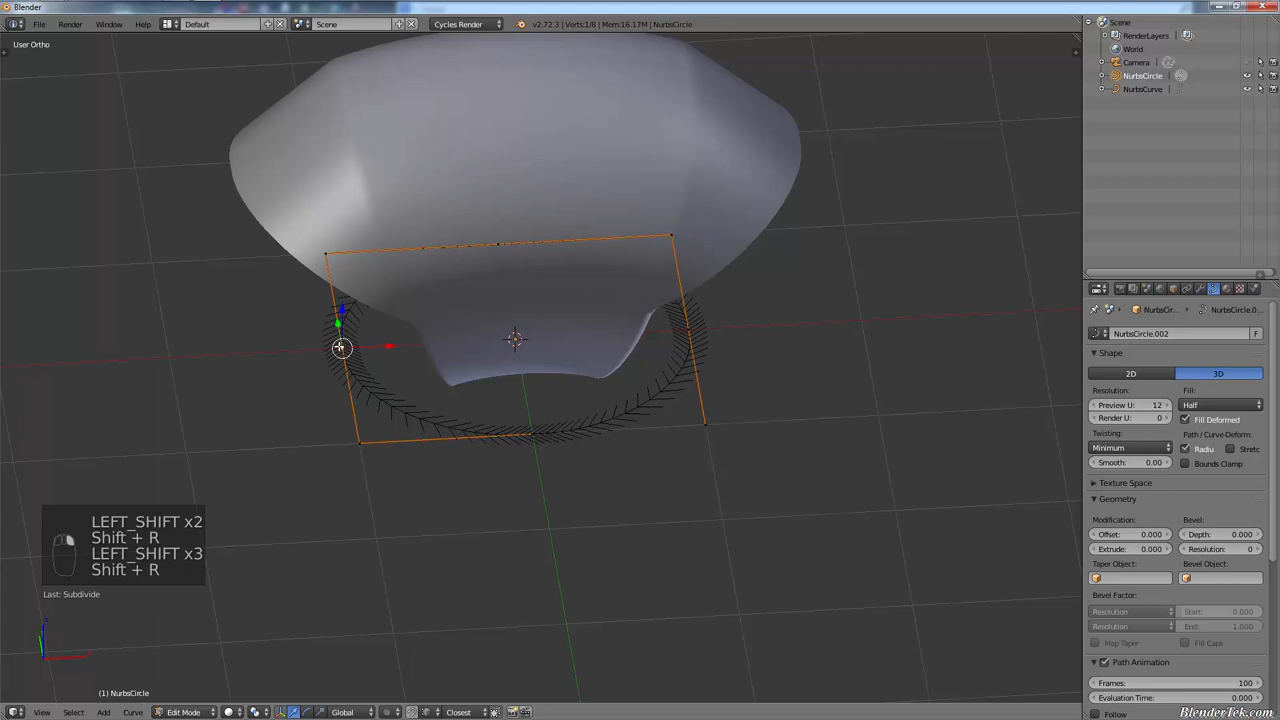 Blender
File Render Window Help Default Scene Cycles Render v2.72.3 | Verts:1/8 | Mem:16.17M | NurbsCircle
User Ortho
Scene
RenderLayers
World
Camera
NurbsCircle
NurbsCurve
NurbsCir... NurbsCurve.0...
NurbsCircle.002 F
Shape
2D 3D
Resolution: Fill:
Preview U: 12 Half
Render U: 0 Fill Deformed
Twisting: Path / Curve-Deform:
Minimum Radiu Stretc
Smooth: 0.00 Bounds Clamp
Texture Space
Geometry
Modification: Bevel:
Offset: 0.000 Depth: 0.000
Extrude: 0.000 Resolution: 0
Taper Object: Bevel Object:
Bevel Factor:
Resolution Start: 0.000
Resolution End: 1.000
Map Taper Fill Caps
Path Animation
Frames: 100
Evaluation Time: 0.000
Follow
LEFT_SHIFT x2
Shift + R
LEFT_SHIFT x3
Shift + R
Last: Subdivide
z
x
(1) NurbsCircle
View Select Add Curve Edit Mode Global Closest
BlenderTek.com